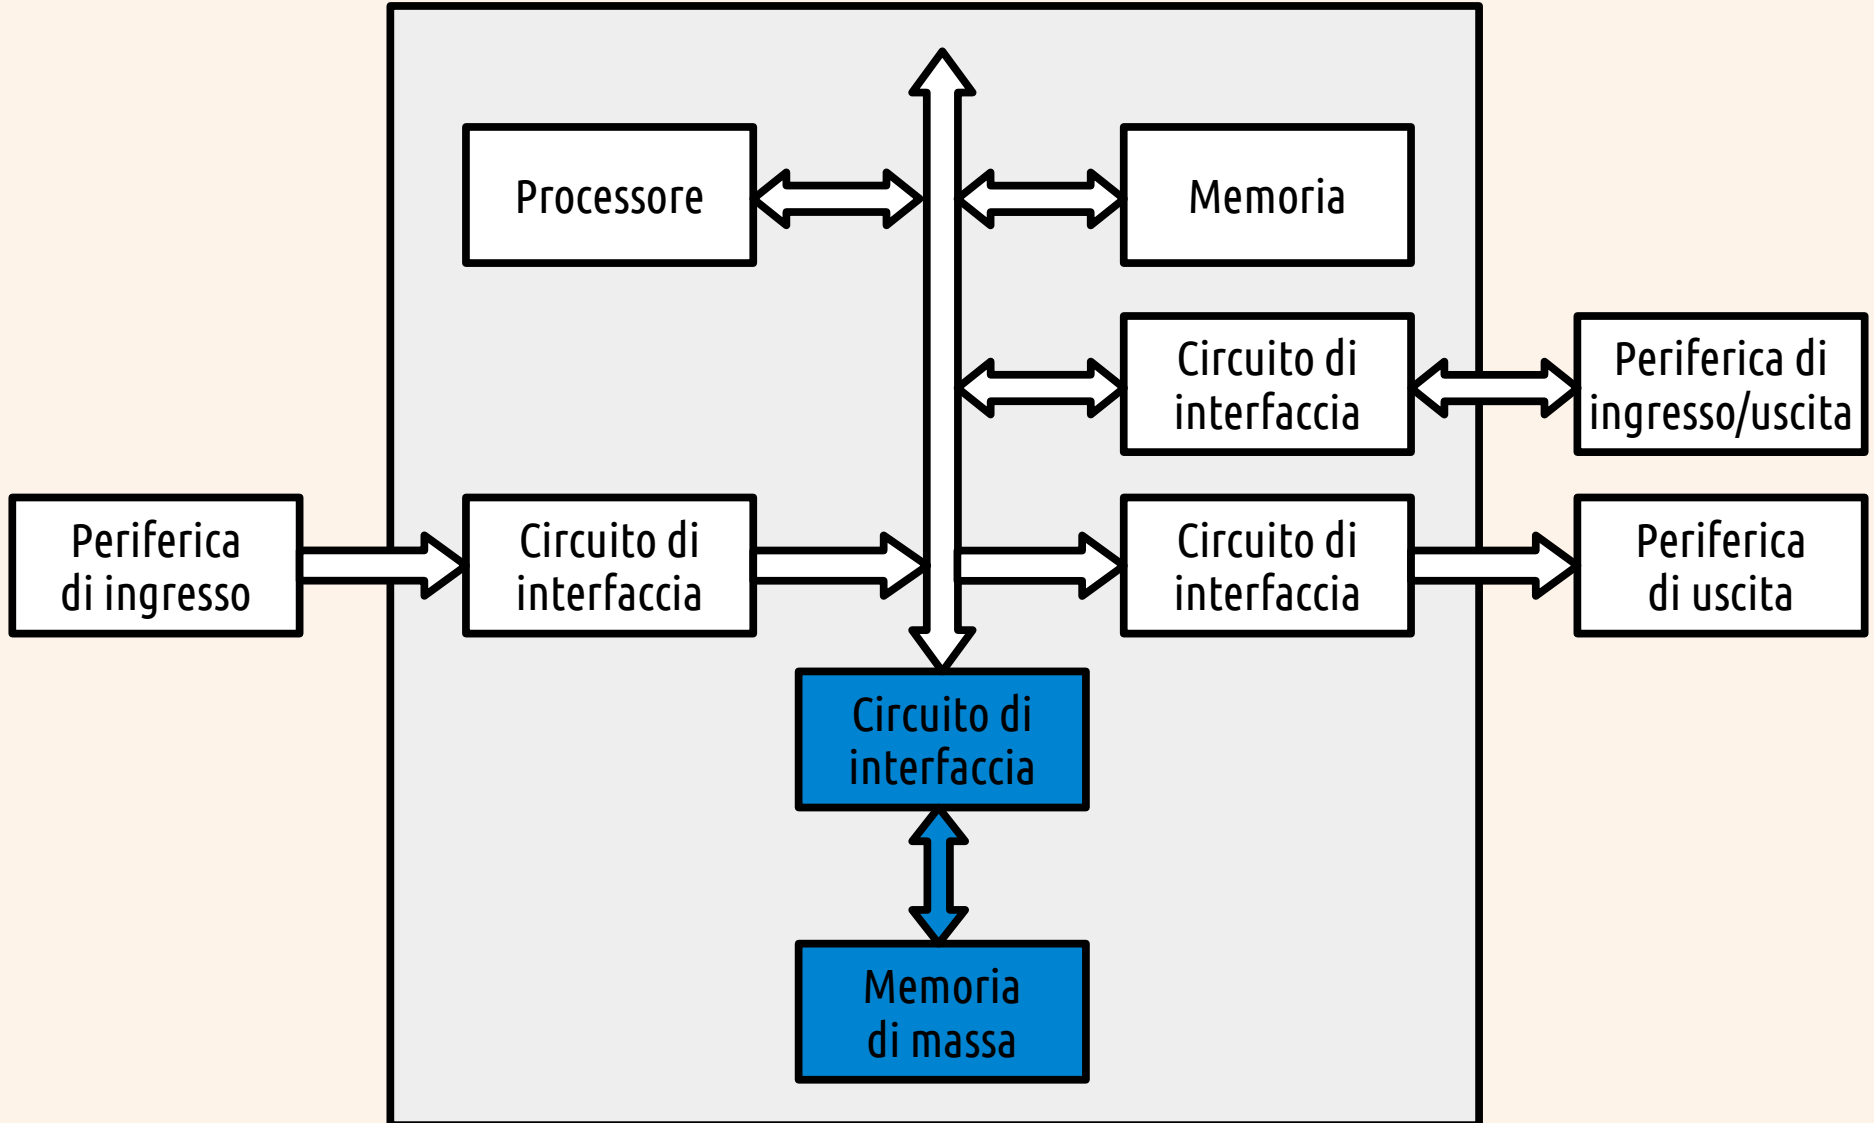 Processore
Memoria
Circuito di
interfaccia
Periferica di
ingresso/uscita
Periferica
di ingresso
Circuito di
interfaccia
Circuito di
interfaccia
Periferica
di uscita
Circuito di
interfaccia
Memoria
di massa